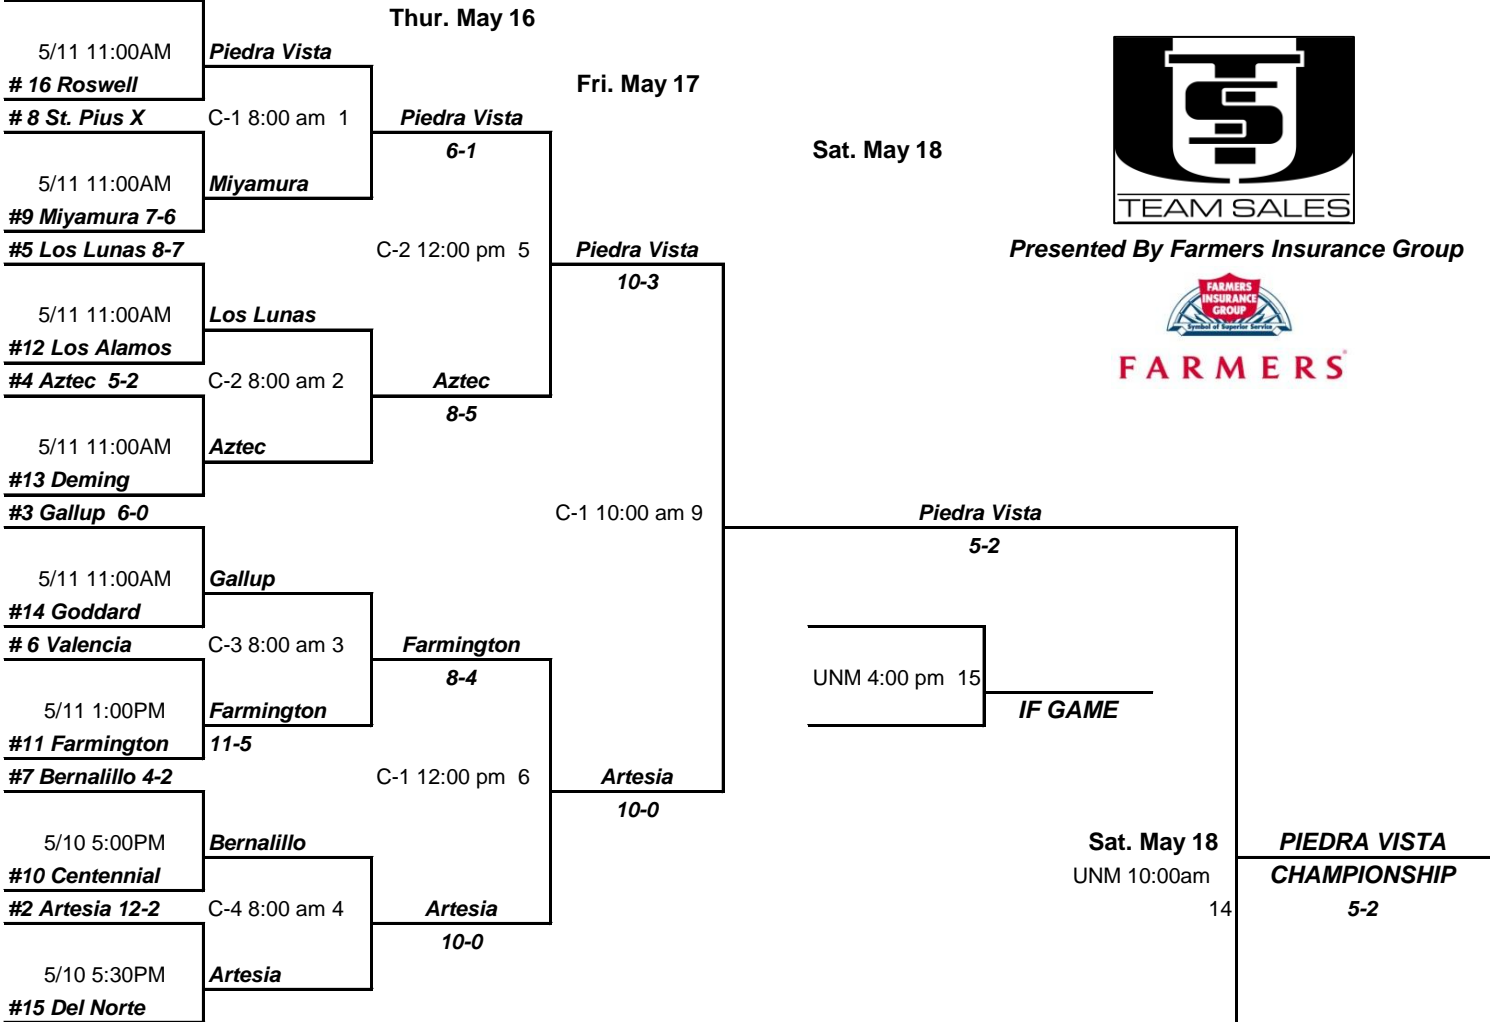 Thur. May 16
5/11 11:00AM Piedra Vista
# 16 Roswell
Fri. May 17
# 8 St. Pius X C-1 8:00 am 1 Piedra Vista
6-1
Sat. May 18
5/11 11:00AM Miyamura
#9 Miyamura 7-6
TEAM SALES
#5 Los Lunas 8-7 C-2 12:00 pm 5 Piedra Vista
Presented By Farmers Insurance Group
10-3
FARMERS
INSURANCE
GROUP
Symbol of Superior Service
5/11 11:00AM Los Lunas
#12 Los Alamos
FARMERS
#4 Aztec 5-2 C-2 8:00 am 2 Aztec
8-5
5/11 11:00AM Aztec
#13 Deming
#3 Gallup 6-0 C-1 10:00 am 9 Piedra Vista
5-2
5/11 11:00AM Gallup
#14 Goddard
# 6 Valencia C-3 8:00 am 3 Farmington
8-4 UNM 4:00 pm 15
5/11 1:00PM Farmington IF GAME
#11 Farmington 11-5
#7 Bernalillo 4-2 C-1 12:00 pm 6 Artesia
10-0
5/10 5:00PM Bernalillo Sat. May 18 PIEDRA VISTA
#10 Centennial UNM 10:00am CHAMPIONSHIP
#2 Artesia 12-2 C-4 8:00 am 4 Artesia 14 5-2
10-0
5/10 5:30PM Artesia
#15 Del Norte